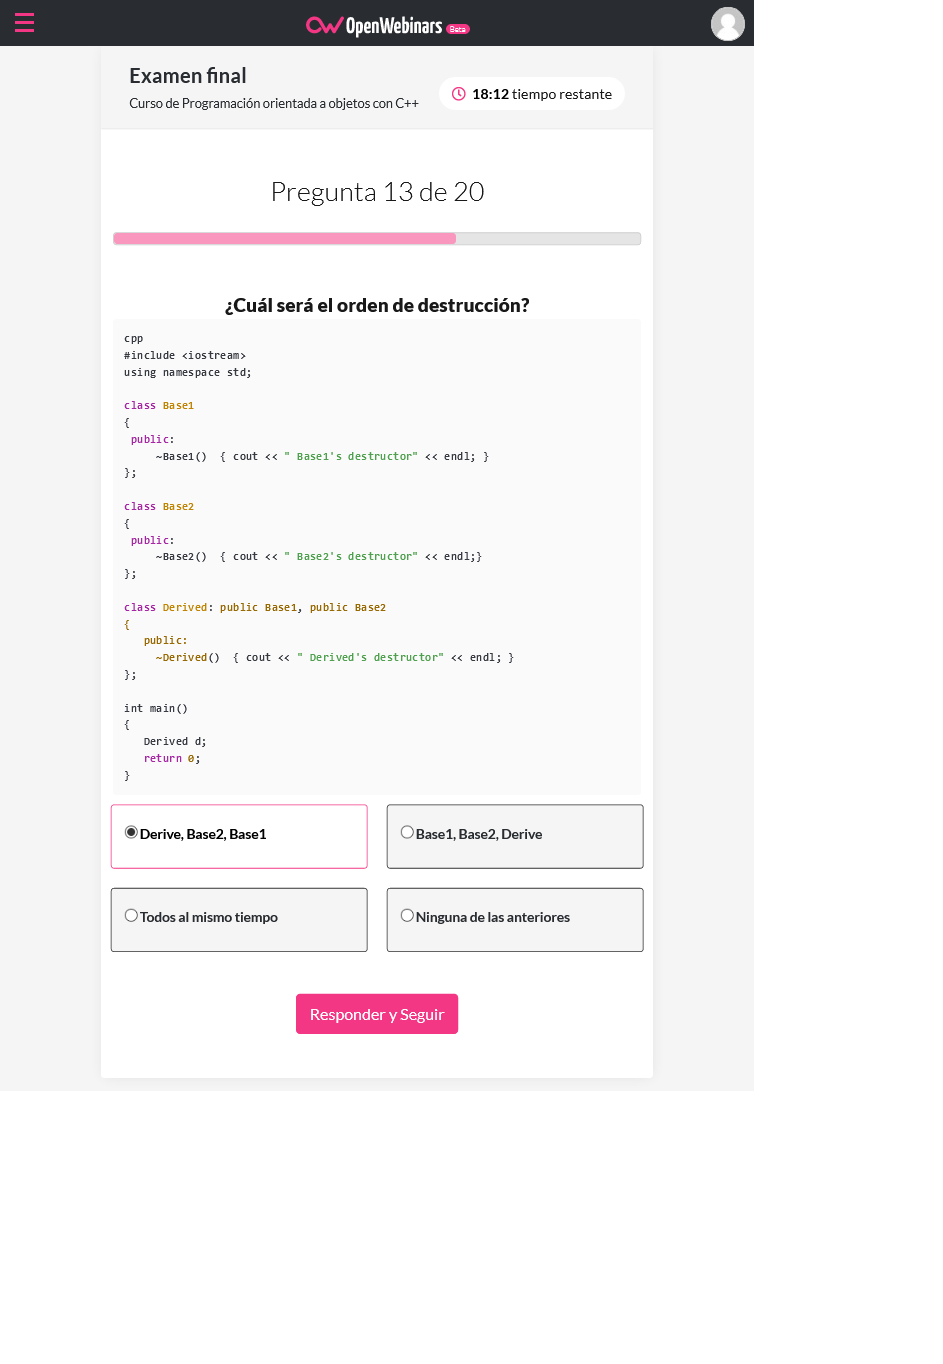 OpenWebinars Beta
Examen final
Curso de Programación orientada a objetos con C++
18:12 tiempo restante
Pregunta 13 de 20
¿Cuál será el orden de destrucción?
cpp
#include <iostream>
using namespace std;
class Base1
{
public:
~Base1()  { cout << " Base1's destructor" << endl; }
};
class Base2
{
public:
~Base2()  { cout << " Base2's destructor" << endl;}
};
class Derived: public Base1, public Base2
{
public:
~Derived()  { cout << " Derived's destructor" << endl; }
};
int main()
{
Derived d;
return 0;
}
Derive, Base2, Base1
Base1, Base2, Derive
Todos al mismo tiempo
Ninguna de las anteriores
Responder y Seguir